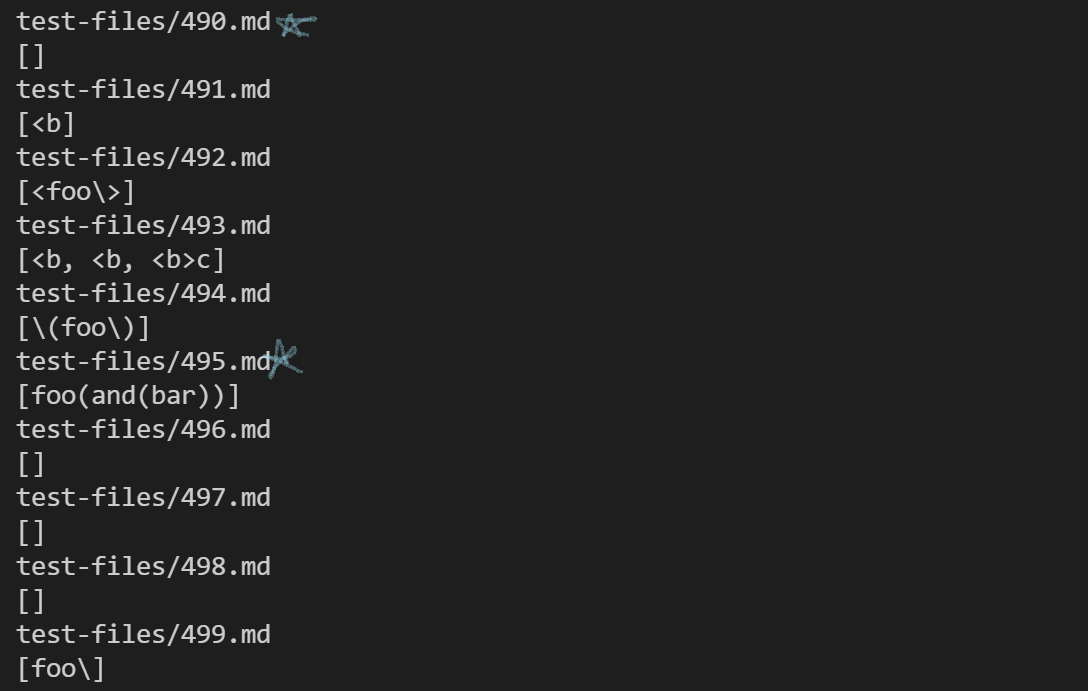 test-files/490.md
[]
test-files/491.md
[<b]
test-files/492.md
[<foo\>]
test-files/493.md
[<b, <b, <b>c]
test-files/494.md
[\(foo\)]
test-files/495.md
[foo(and(bar))]
test-files/496.md
[]
test-files/497.md
[]
test-files/498.md
[]
test-files/499.md
[foo\]